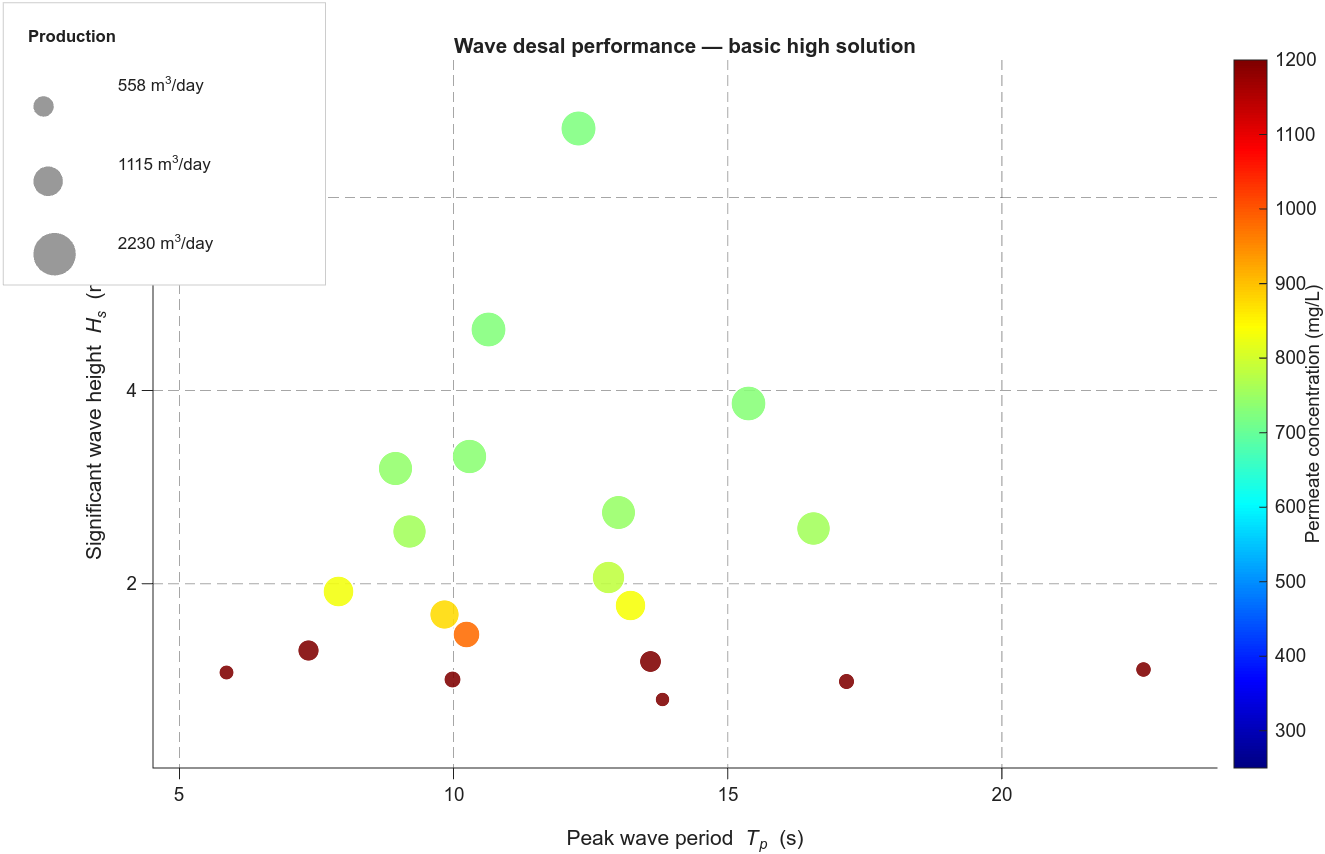 Production
558 m³/day
1115 m³/day
2230 m³/day
Wave desal performance — basic high solution
Significant wave height Hₛ (
4
2
5
10
15
20
Peak wave period Tₚ (s)
1200
1100
1000
900
800
700
600
500
400
300
Permeate concentration (mg/L)